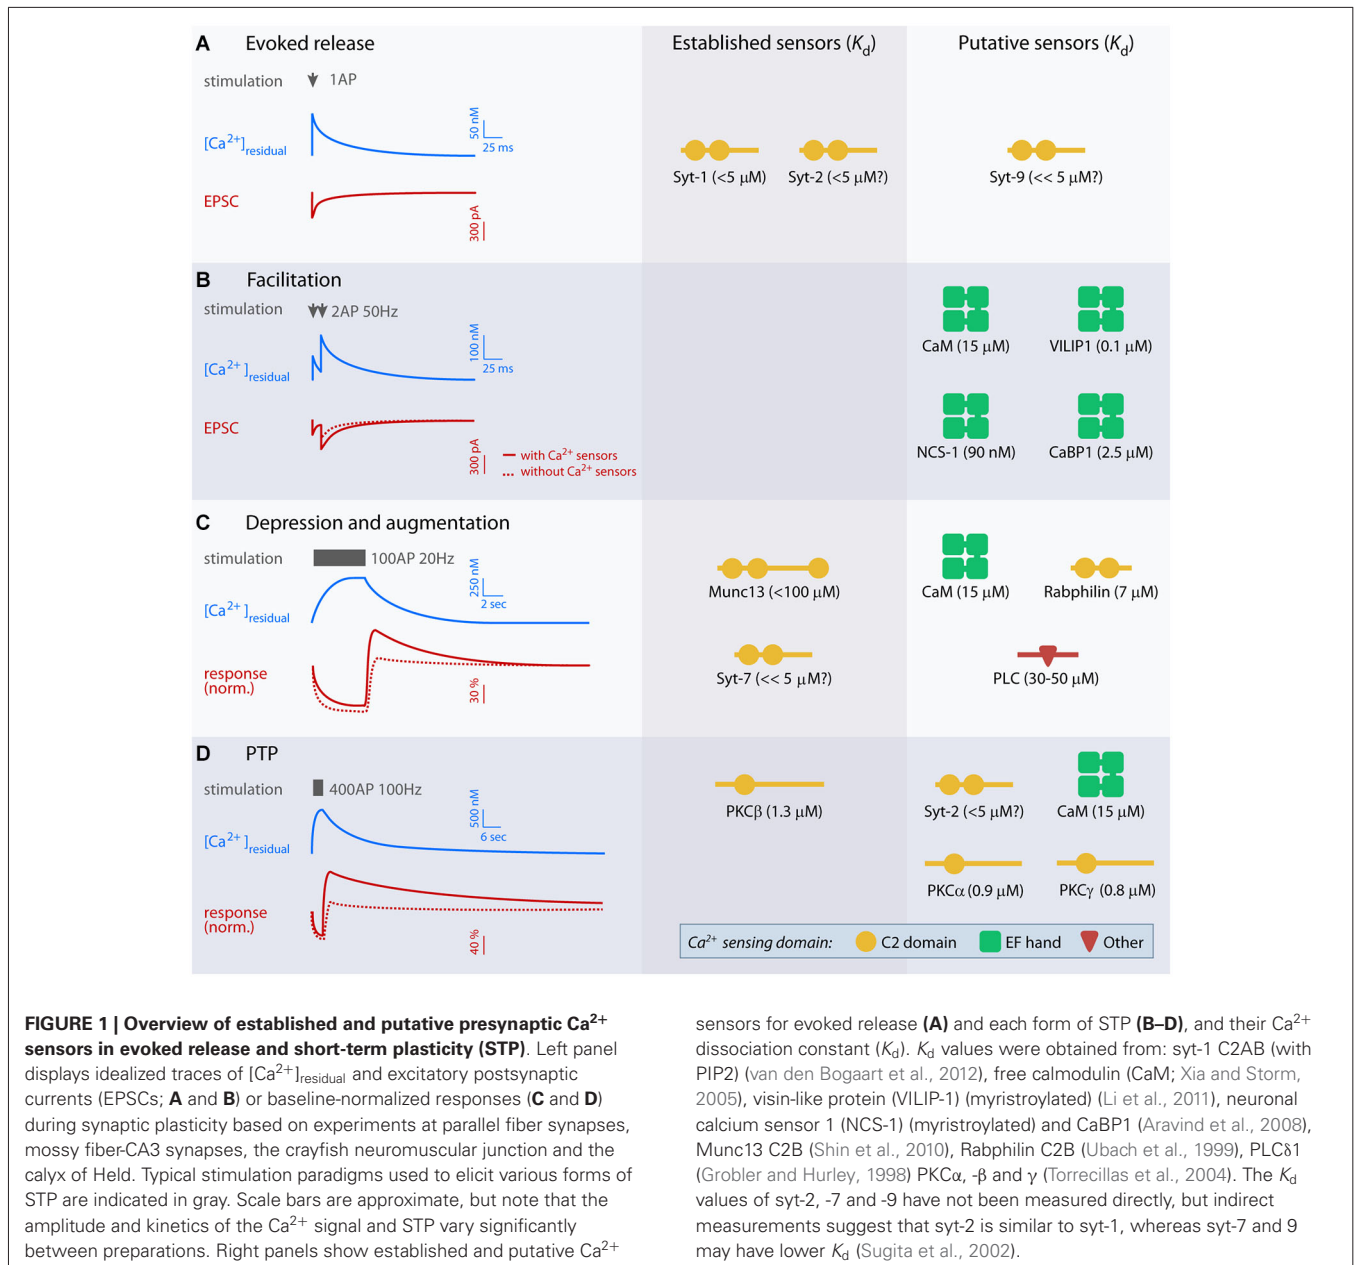 A Evoked release
Established sensors (Kd)
Putative sensors (Kd)
stimulation
1AP
[Ca2+]residual
50 nM
25 ms
EPSC
300 pA
Syt-1 (<5 μM)
Syt-2 (<5 μM?)
Syt-9 (<< 5 μM?)
B Facilitation
stimulation
2AP 50Hz
[Ca2+]residual
100 nM
25 ms
EPSC
300 pA
with Ca2+ sensors
without Ca2+ sensors
CaM (15 μM)
VILIP1 (0.1 μM)
NCS-1 (90 nM)
CaBP1 (2.5 μM)
C Depression and augmentation
stimulation
100AP 20Hz
[Ca2+]residual
250 nM
2 sec
response
(norm.)
30 %
Munc13 (<100 μM)
CaM (15 μM)
Rabphilin (7 μM)
Syt-7 (<< 5 μM?)
PLC (30-50 μM)
D PTP
stimulation
400AP 100Hz
[Ca2+]residual
500 nM
6 sec
response
(norm.)
40 %
PKCβ (1.3 μM)
Syt-2 (<5 μM?)
CaM (15 μM)
PKCα (0.9 μM)
PKCγ (0.8 μM)
Ca2+ sensing domain: C2 domain EF hand Other
FIGURE 1 | Overview of established and putative presynaptic Ca2+
sensors in evoked release and short-term plasticity (STP). Left panel
displays idealized traces of [Ca2+]residual and excitatory postsynaptic
currents (EPSCs; A and B) or baseline-normalized responses (C and D)
during synaptic plasticity based on experiments at parallel fiber synapses,
mossy fiber-CA3 synapses, the crayfish neuromuscular junction and the
calyx of Held. Typical stimulation paradigms used to elicit various forms of
STP are indicated in gray. Scale bars are approximate, but note that the
amplitude and kinetics of the Ca2+ signal and STP vary significantly
between preparations. Right panels show established and putative Ca2+
sensors for evoked release (A) and each form of STP (B–D), and their Ca2+
dissociation constant (Kd). Kd values were obtained from: syt-1 C2AB (with
PIP2) (van den Bogaart et al., 2012), free calmodulin (CaM; Xia and Storm,
2005), visin-like protein (VILIP-1) (myristroylated) (Li et al., 2011), neuronal
calcium sensor 1 (NCS-1) (myristroylated) and CaBP1 (Aravind et al., 2008),
Munc13 C2B (Shin et al., 2010), Rabphilin C2B (Ubach et al., 1999), PLCδ1
(Grobler and Hurley, 1998) PKCα, -β and γ (Torrecillas et al., 2004). The Kd
values of syt-2, -7 and -9 have not been measured directly, but indirect
measurements suggest that syt-2 is similar to syt-1, whereas syt-7 and 9
may have lower Kd (Sugita et al., 2002).